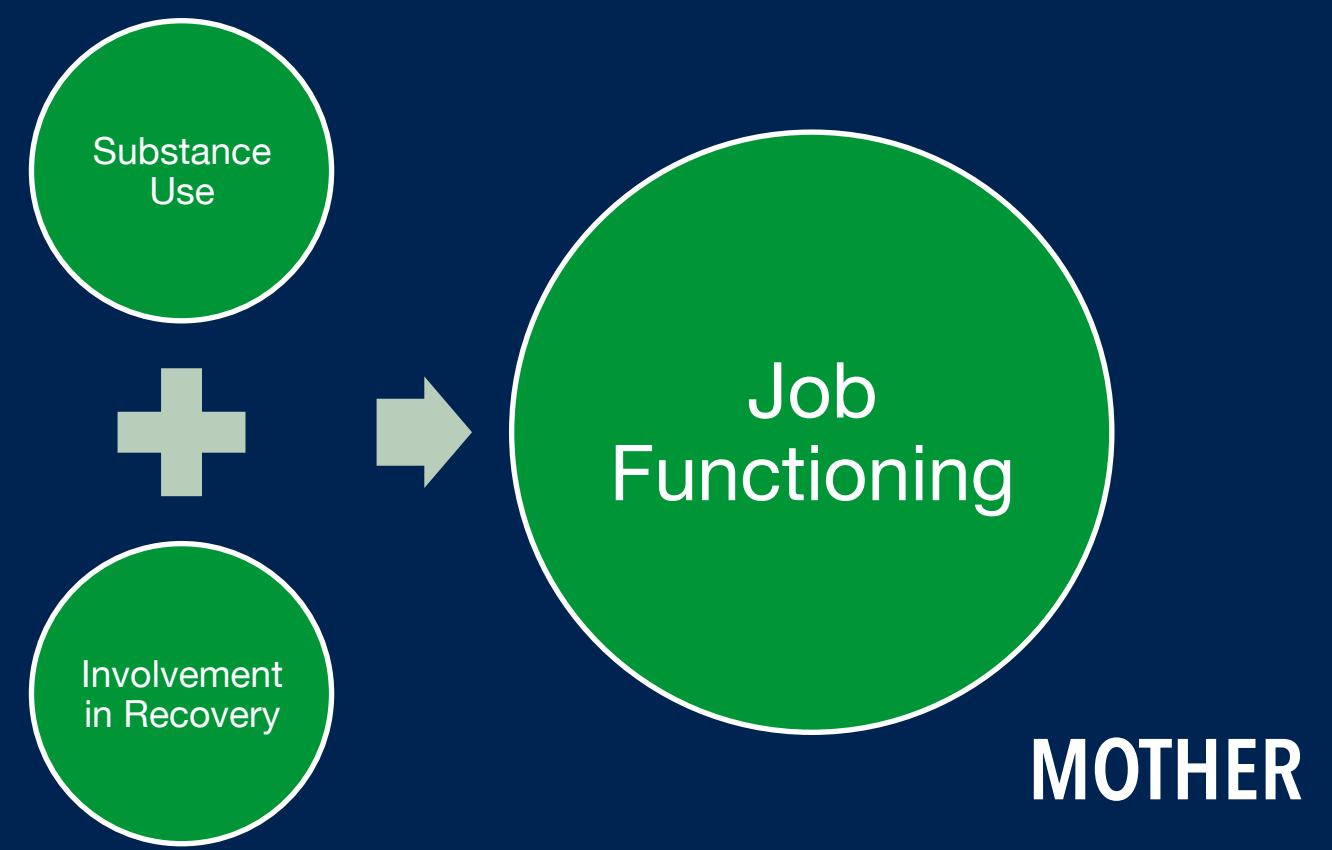 Substance
Use
Involvement
in Recovery
Job
Functioning
MOTHER